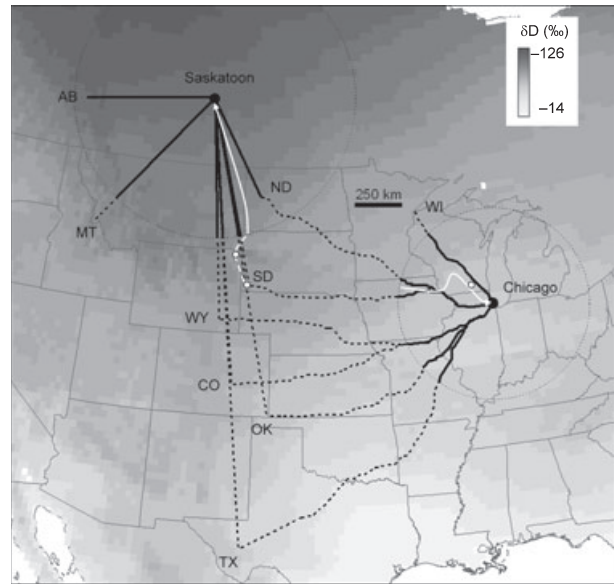 δD (‰)
–126
–14
Saskatoon
AB
ND
250 km
WI
MT
SD
Chicago
WY
CO
OK
TX